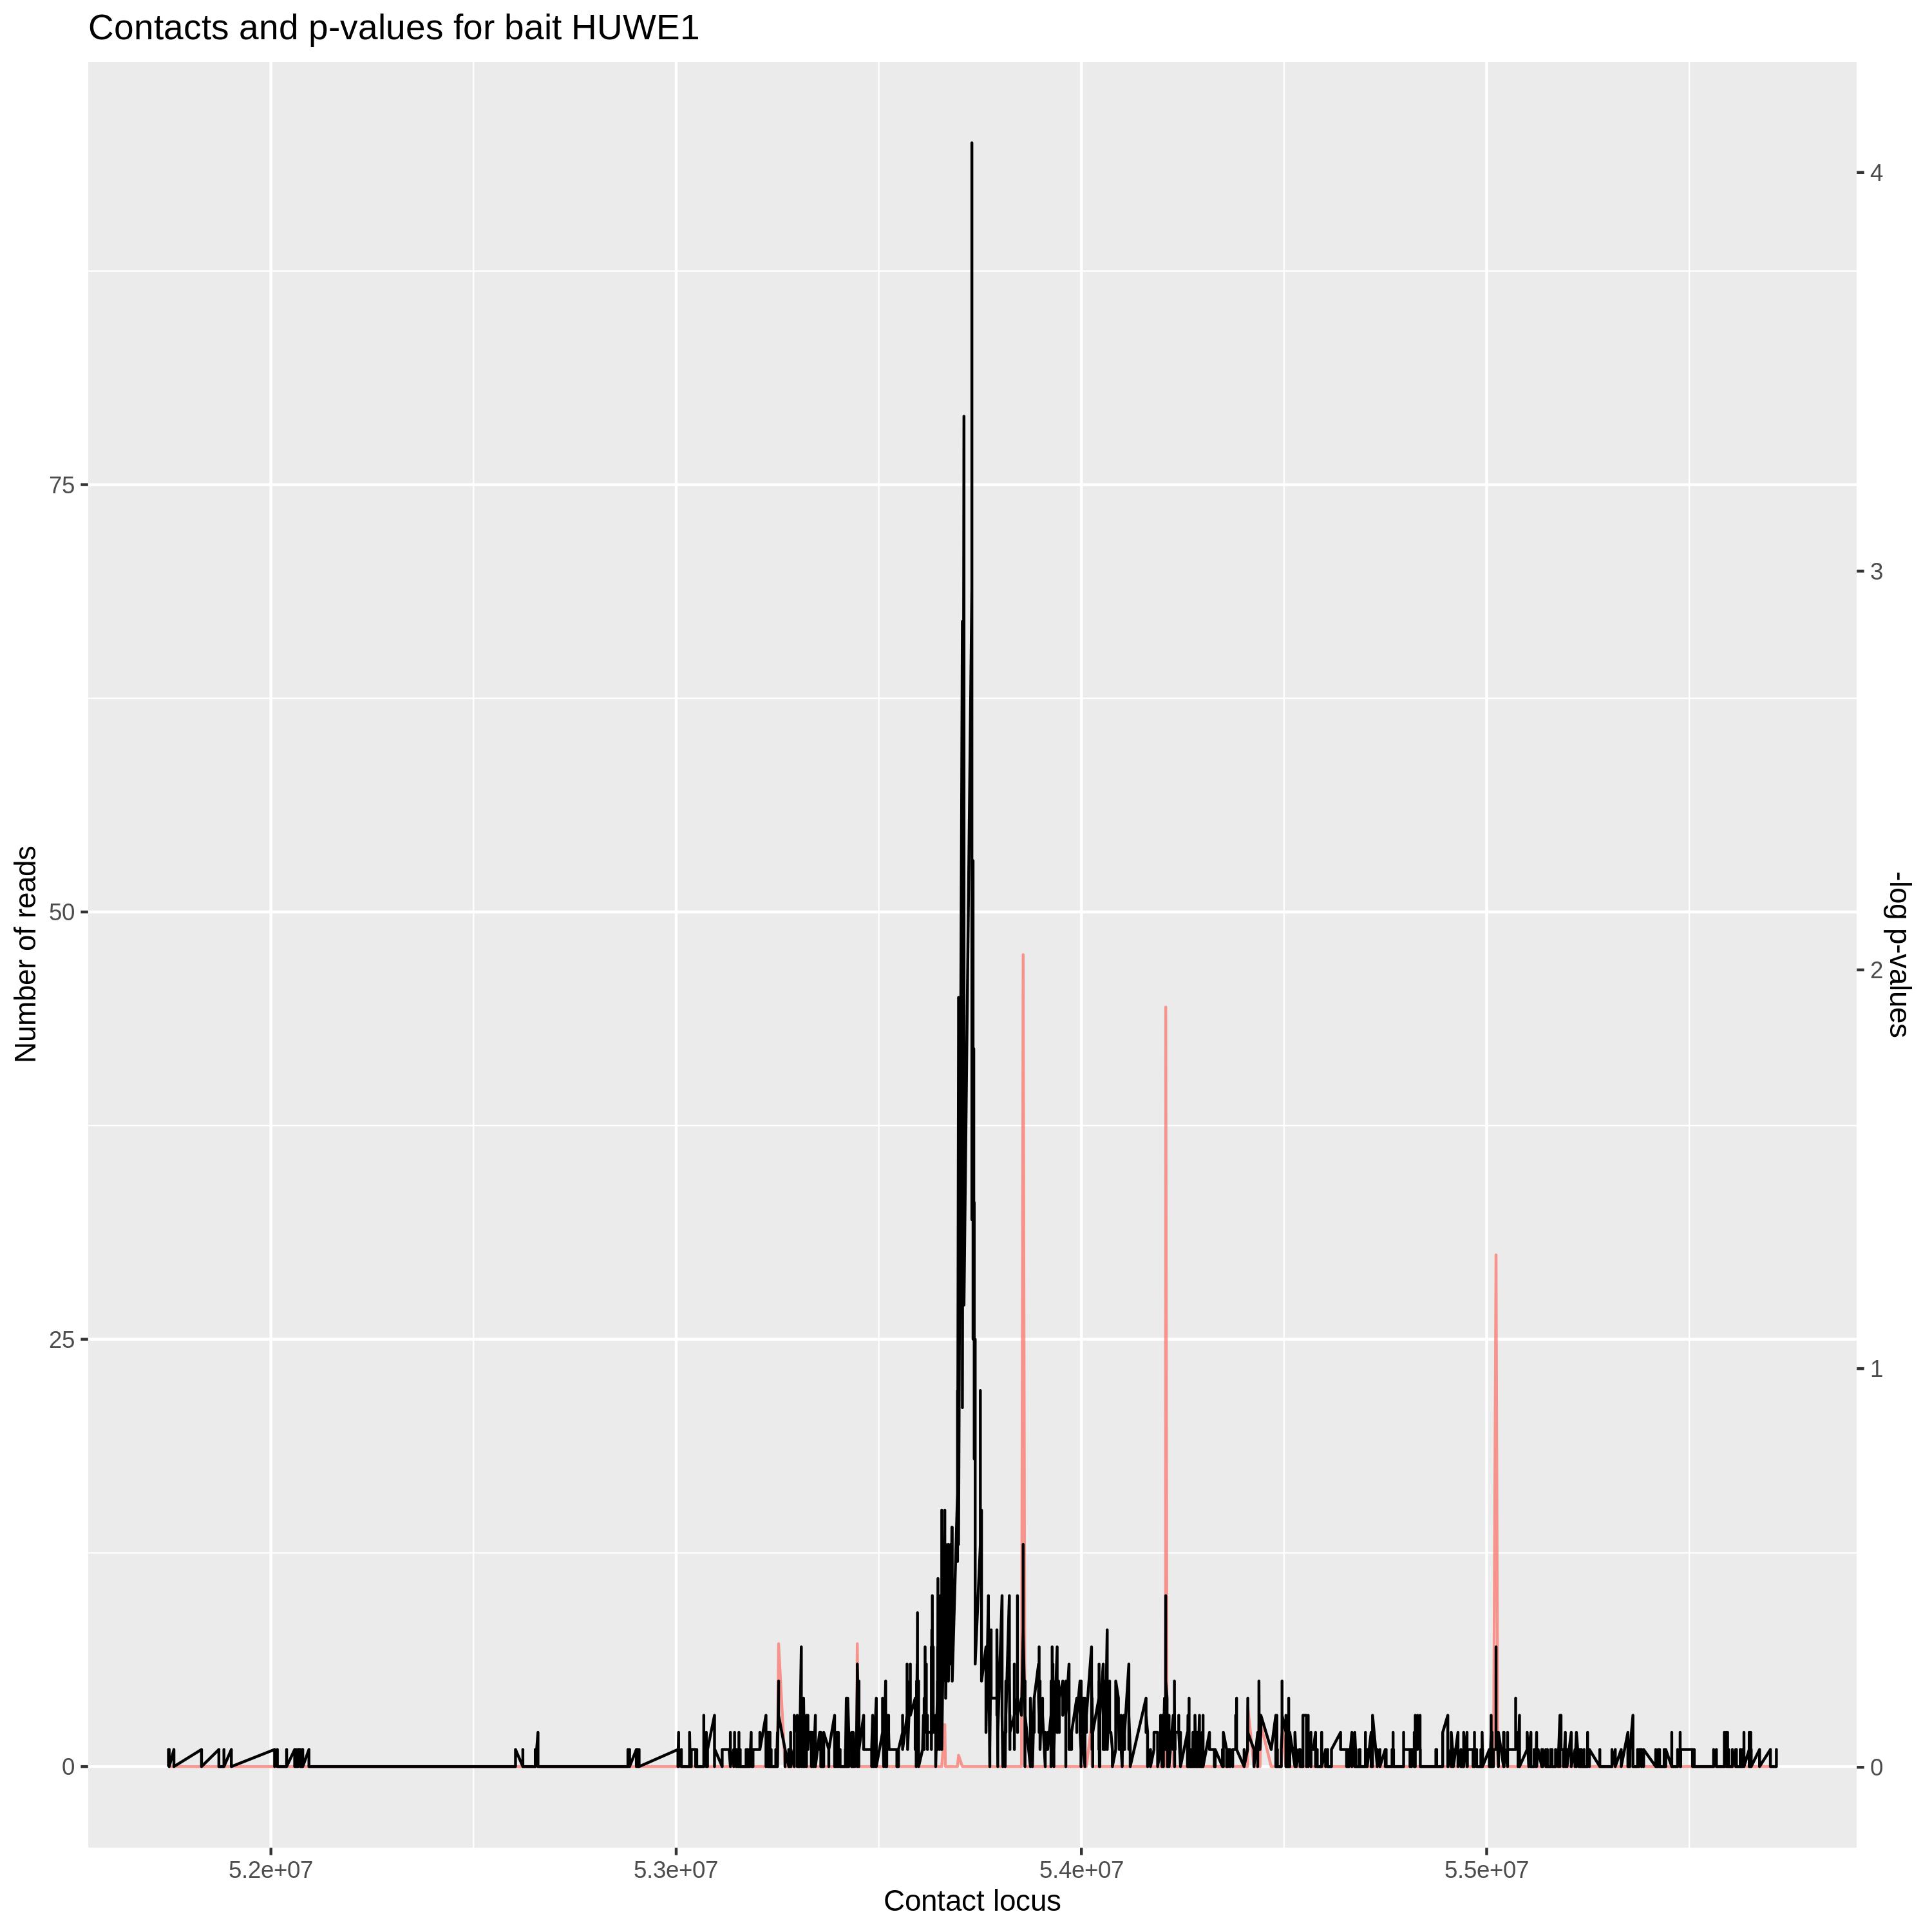 Contacts and p-values for bait HUWE1
75
50
25
0
Number of reads
4
3
2
1
0
-log p-values
5.2e+07 5.3e+07 5.4e+07 5.5e+07
Contact locus